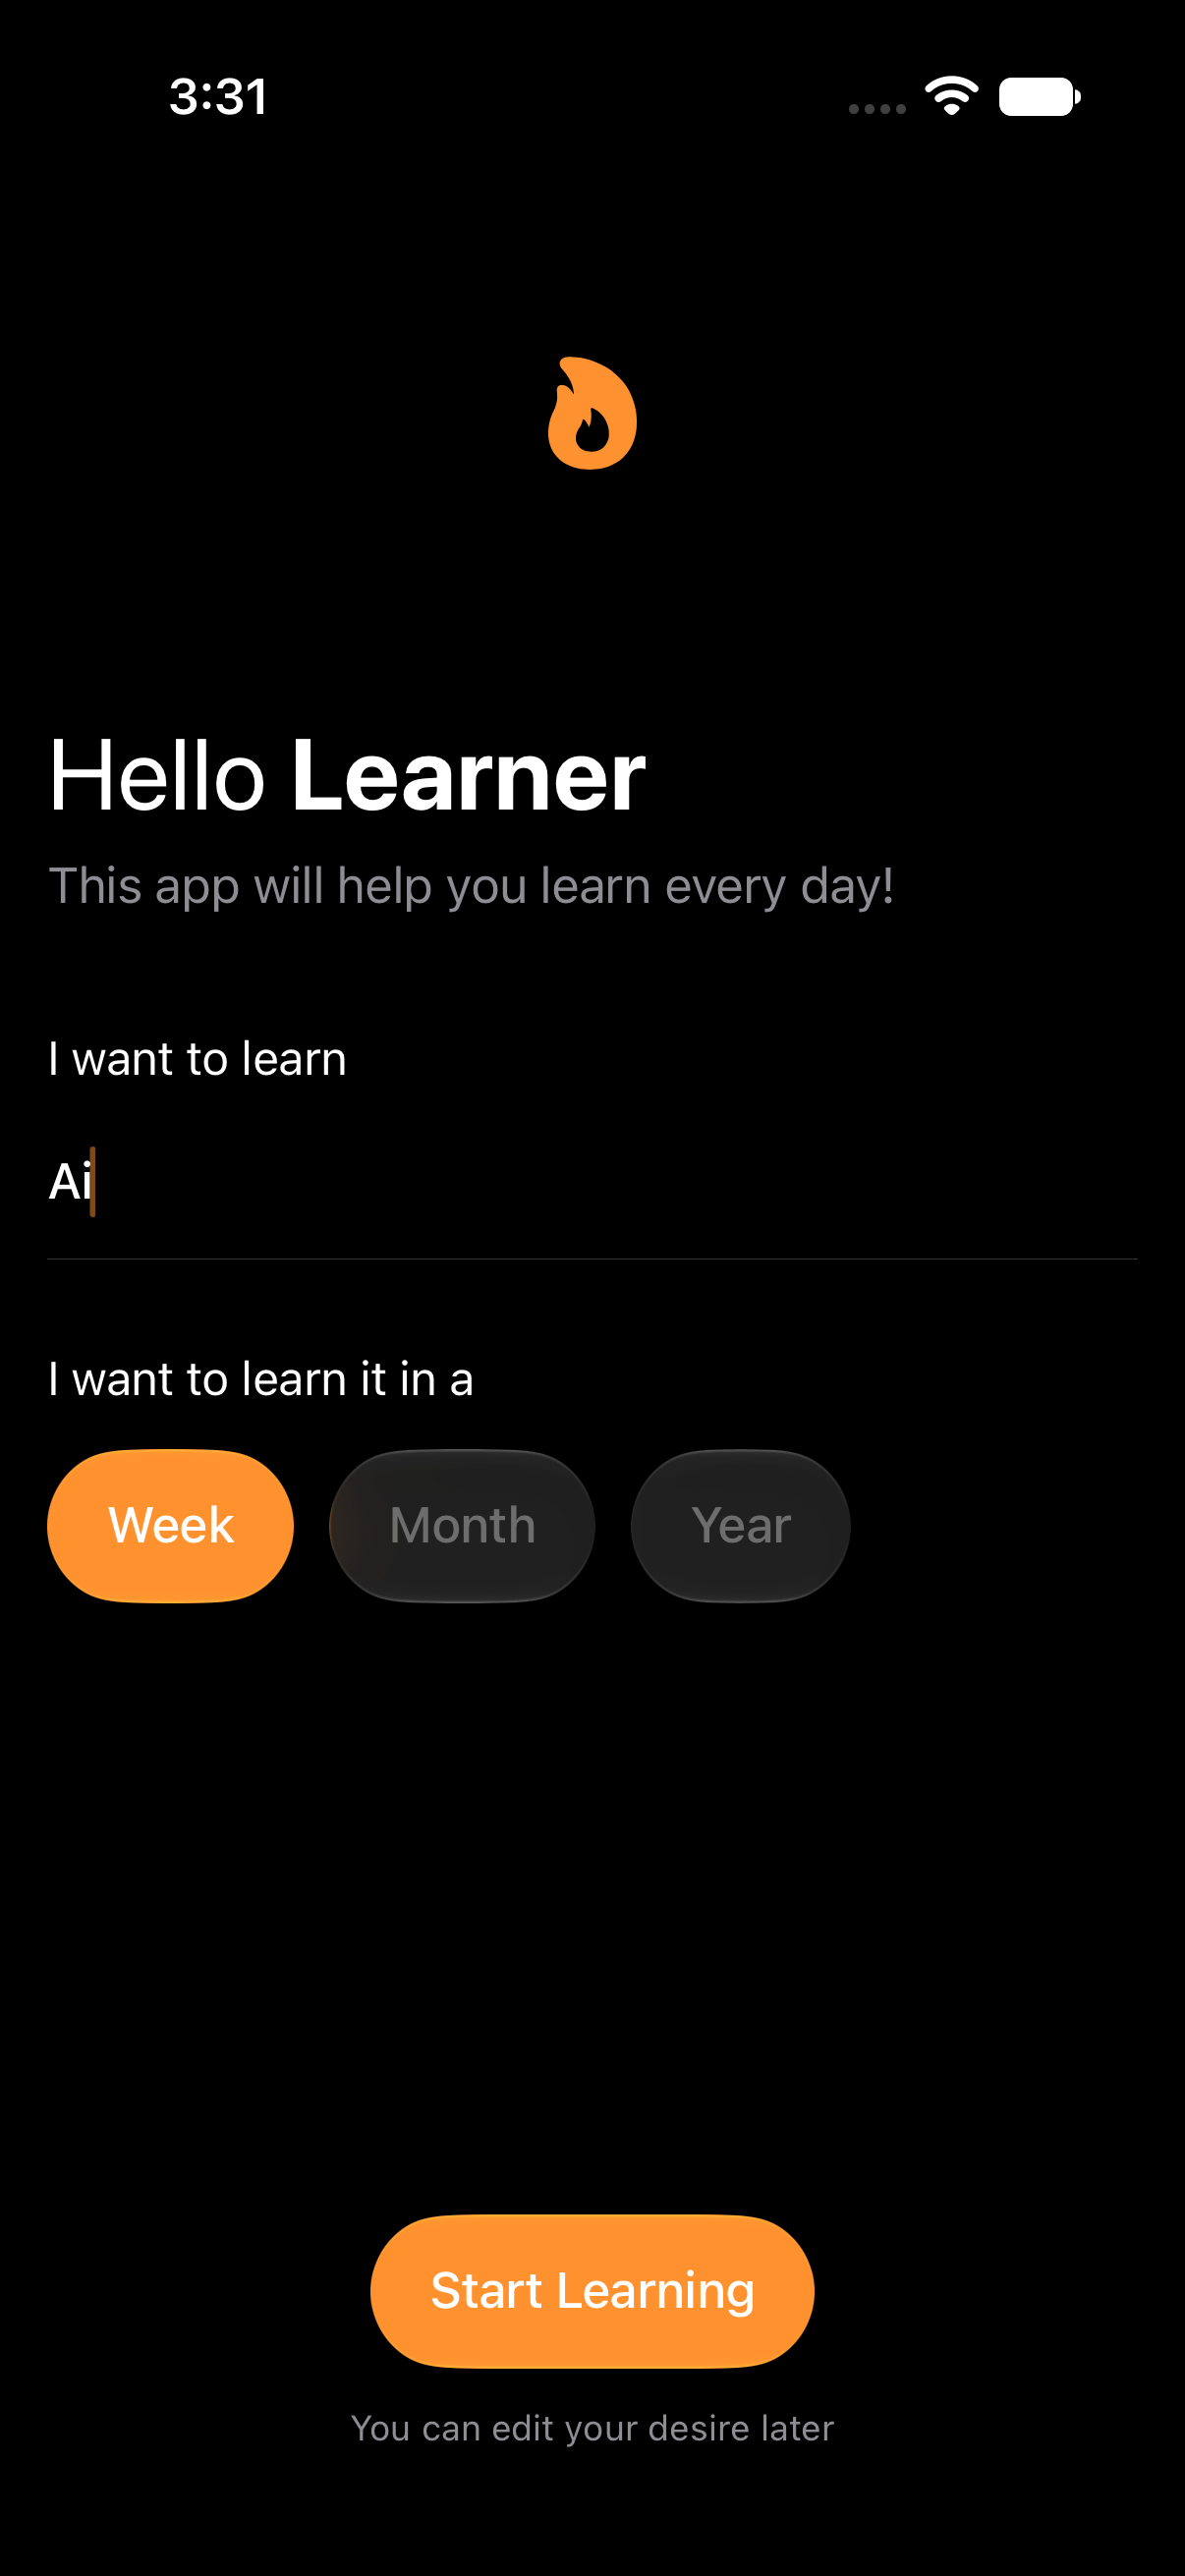 3:31
Hello Learner
This app will help you learn every day!
I want to learn
Ai
I want to learn it in a
Week Month Year
Start Learning
You can edit your desire later